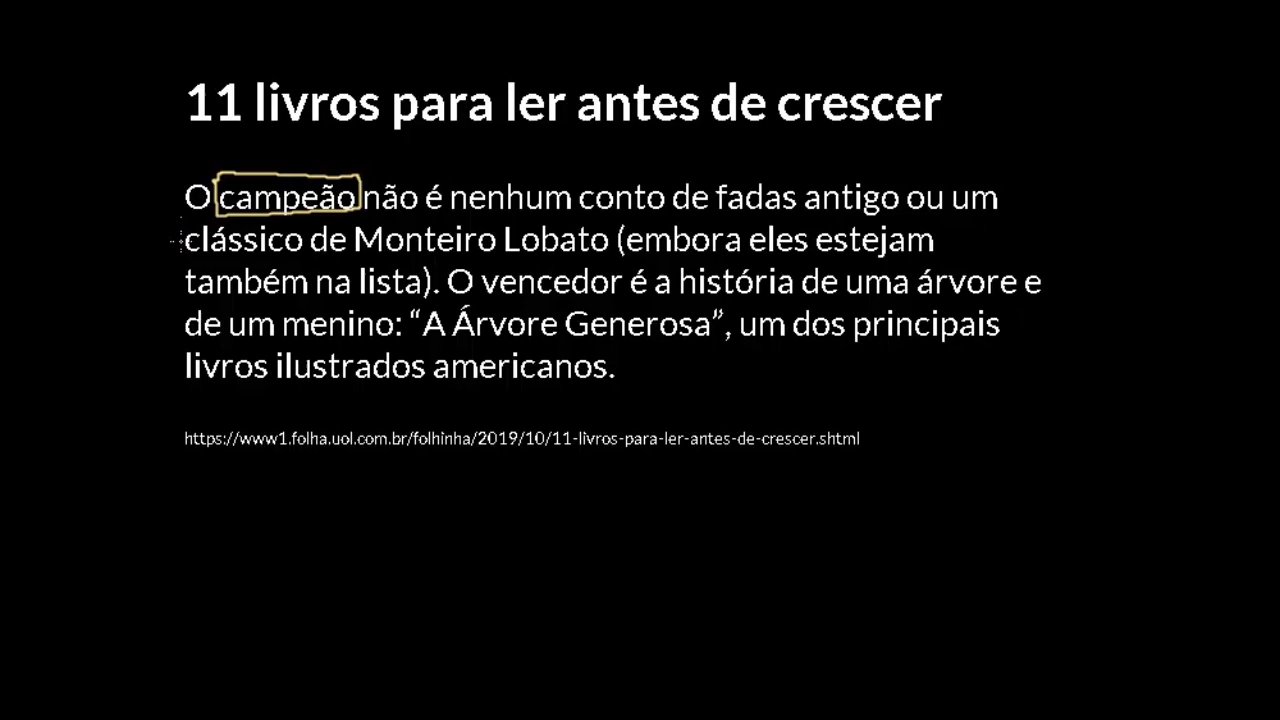 11 livros para ler antes de crescer
O campeão não é nenhum conto de fadas antigo ou um
clássico de Monteiro Lobato (embora eles estejam
também na lista). O vencedor é a história de uma árvore e
de um menino: “A Árvore Generosa”, um dos principais
livros ilustrados americanos.
https://www1.folha.uol.com.br/folhinha/2019/10/11-livros-para-ler-antes-de-crescer.shtml